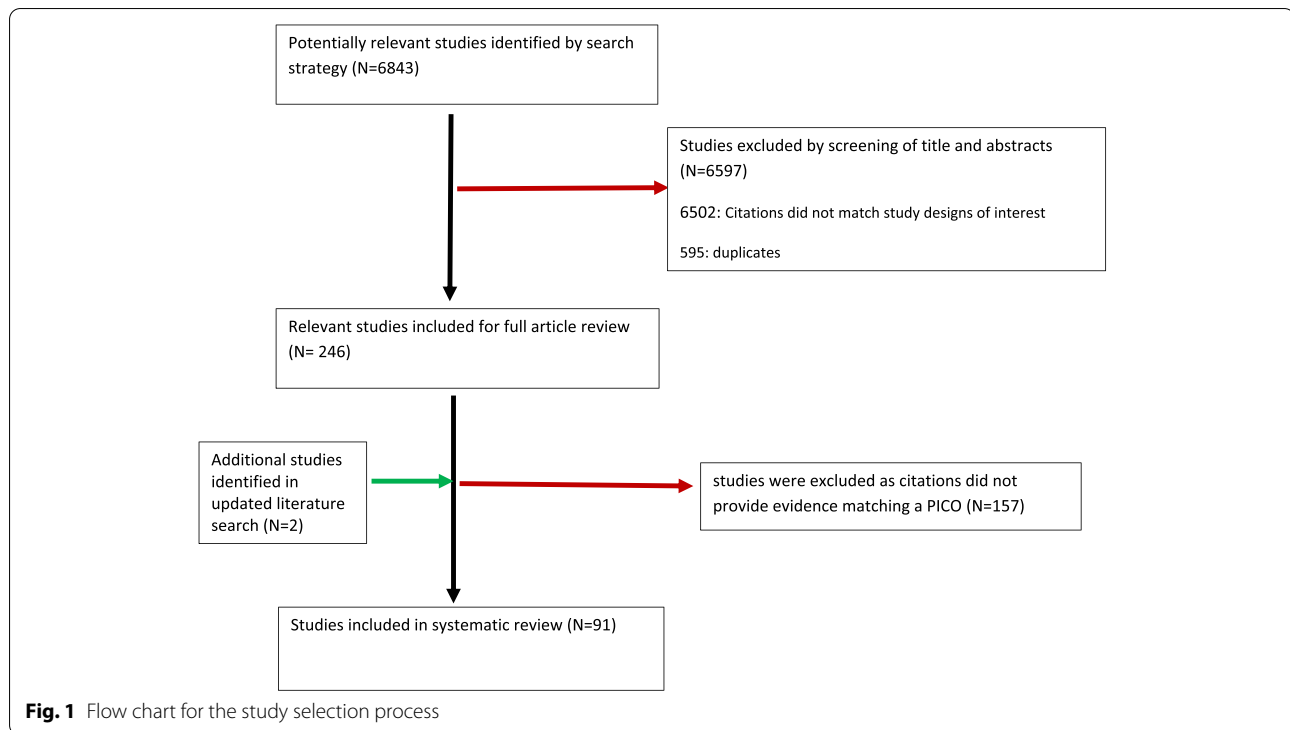 Potentially relevant studies identified by search
strategy (N=6843)
Studies excluded by screening of title and abstracts
(N=6597)
6502: Citations did not match study designs of interest
595: duplicates
Relevant studies included for full article review
(N= 246)
Additional studies
identified in
updated literature
search (N=2)
studies were excluded as citations did not
provide evidence matching a PICO (N=157)
Studies included in systematic review (N=91)
Fig. 1 Flow chart for the study selection process